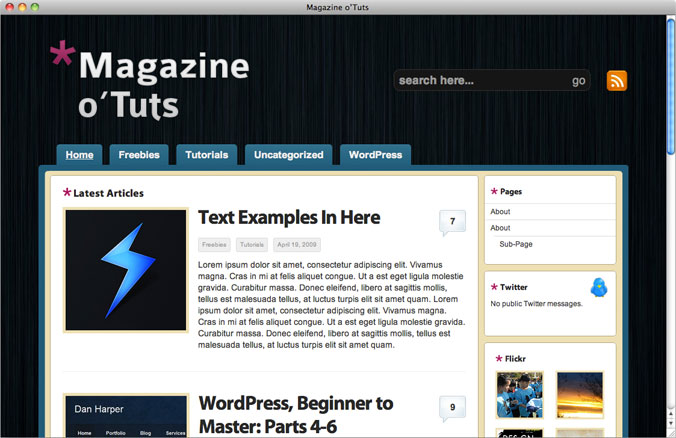 Magazine o'Tuts
*Magazine
o'Tuts
search here... go
Home Freebies Tutorials Uncategorized WordPress
* Latest Articles
Text Examples In Here
7
Freebies Tutorials April 19, 2009
Lorem ipsum dolor sit amet, consectetur adipiscing elit. Vivamus
magna. Cras in mi at felis aliquet congue. Ut a est eget ligula molestie
gravida. Curabitur massa. Donec eleifend, libero at sagittis mollis,
tellus est malesuada tellus, at luctus turpis elit sit amet quam. Lorem
ipsum dolor sit amet, consectetur adipiscing elit. Vivamus magna.
Cras in mi at felis aliquet congue. Ut a est eget ligula molestie gravida.
Curabitur massa. Donec eleifend, libero at sagittis mollis, tellus est
malesuada tellus, at luctus turpis elit sit amet quam.
Dan Harper
Home Portfolio Blog Services
WordPress, Beginner to
Master: Parts 4-6
9
* Pages
About
About
Sub-Page
* Twitter
No public Twitter messages.
* Flickr